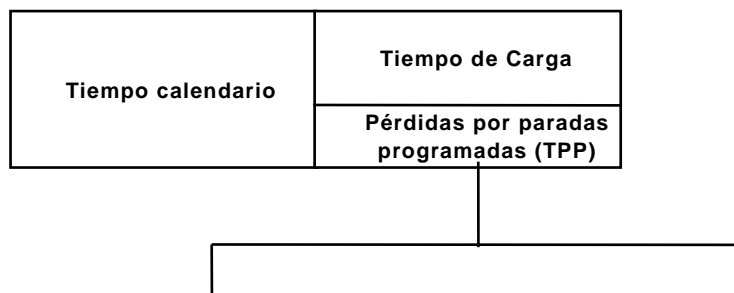 Tiempo de Carga
Tiempo calendario
Pérdidas por paradas
programadas (TPP)